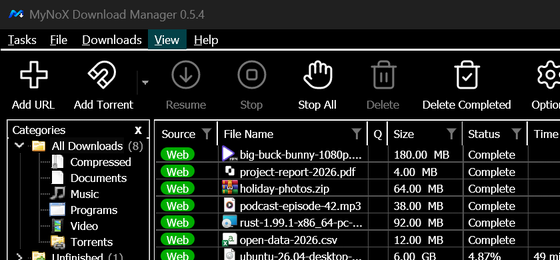 MyNoX Download Manager 0.5.4
Tasks File Downloads View Help
Add URL Add Torrent Resume Stop Stop All Delete Delete Completed
Categories x Source File Name Q Size Status Time
All Downloads (8) Web big-buck-bunny-1080p.... 180.00 MB Complete
Compressed Web project-report-2026.pdf 4.00 MB Complete
Documents Web holiday-photos.zip 64.00 MB Complete
Music Web podcast-episode-42.mp3 38.00 MB Complete
Programs Web rust-1.99.1-x86_64-pc-... 92.00 MB Complete
Video Web open-data-2026.csv 12.00 MB Complete
Torrents Web ubuntu-26.04-desktop-... 6.00 GB 4.87% 49 m
Unfinished